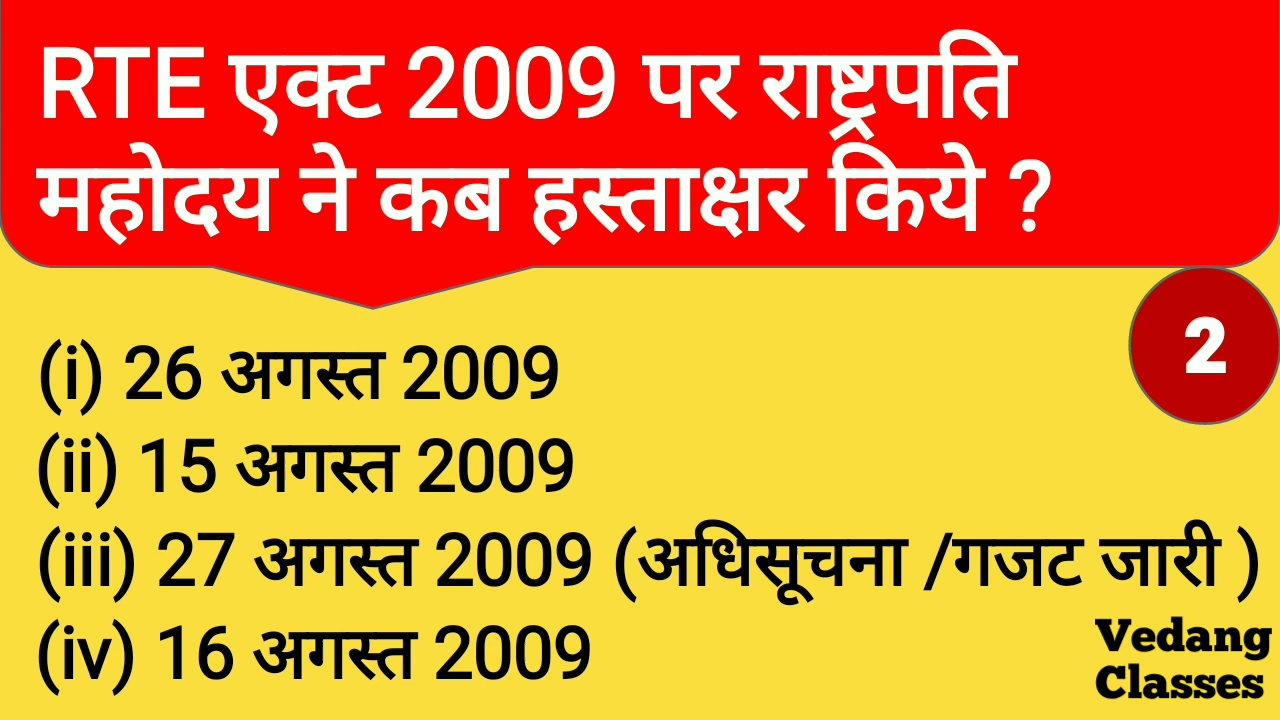 RTE एक्ट 2009 पर राष्ट्रपति
महोदय ने कब हस्ताक्षर किये ?
2
(i) 26 अगस्त 2009
(ii) 15 अगस्त 2009
(iii) 27 अगस्त 2009 (अधिसूचना /गजट जारी )
(iv) 16 अगस्त 2009
Vedang
Classes